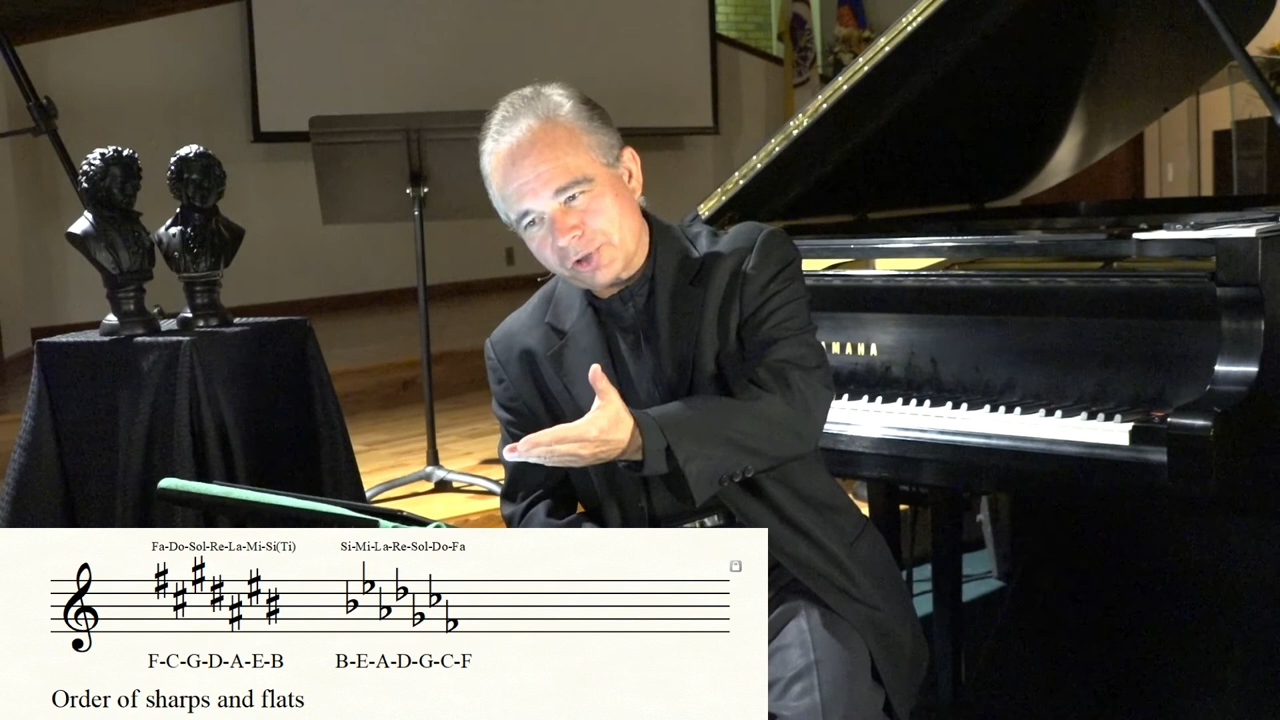 AMAHA
Fa-Do-Sol-Re-La-Mi-Si(Ti) Si-Mi-La-Re-Sol-Do-Fa
F-C-G-D-A-E-B B-E-A-D-G-C-F
Order of sharps and flats